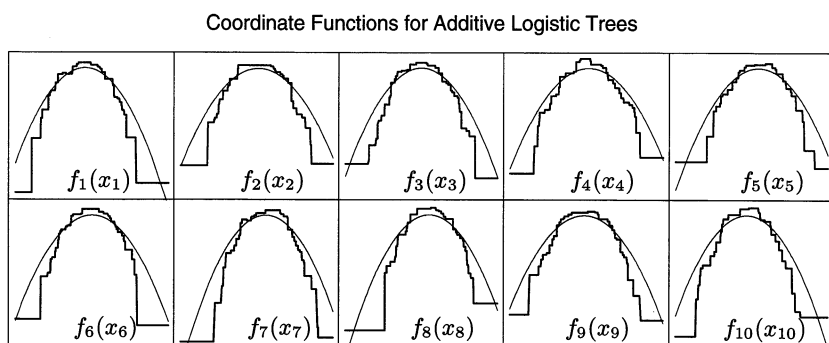 Coordinate Functions for Additive Logistic Trees
f₁(x₁) f₂(x₂) f₃(x₃) f₄(x₄) f₅(x₅)
f₆(x₆) f₇(x₇) f₈(x₈) f₉(x₉) f₁₀(x₁₀)